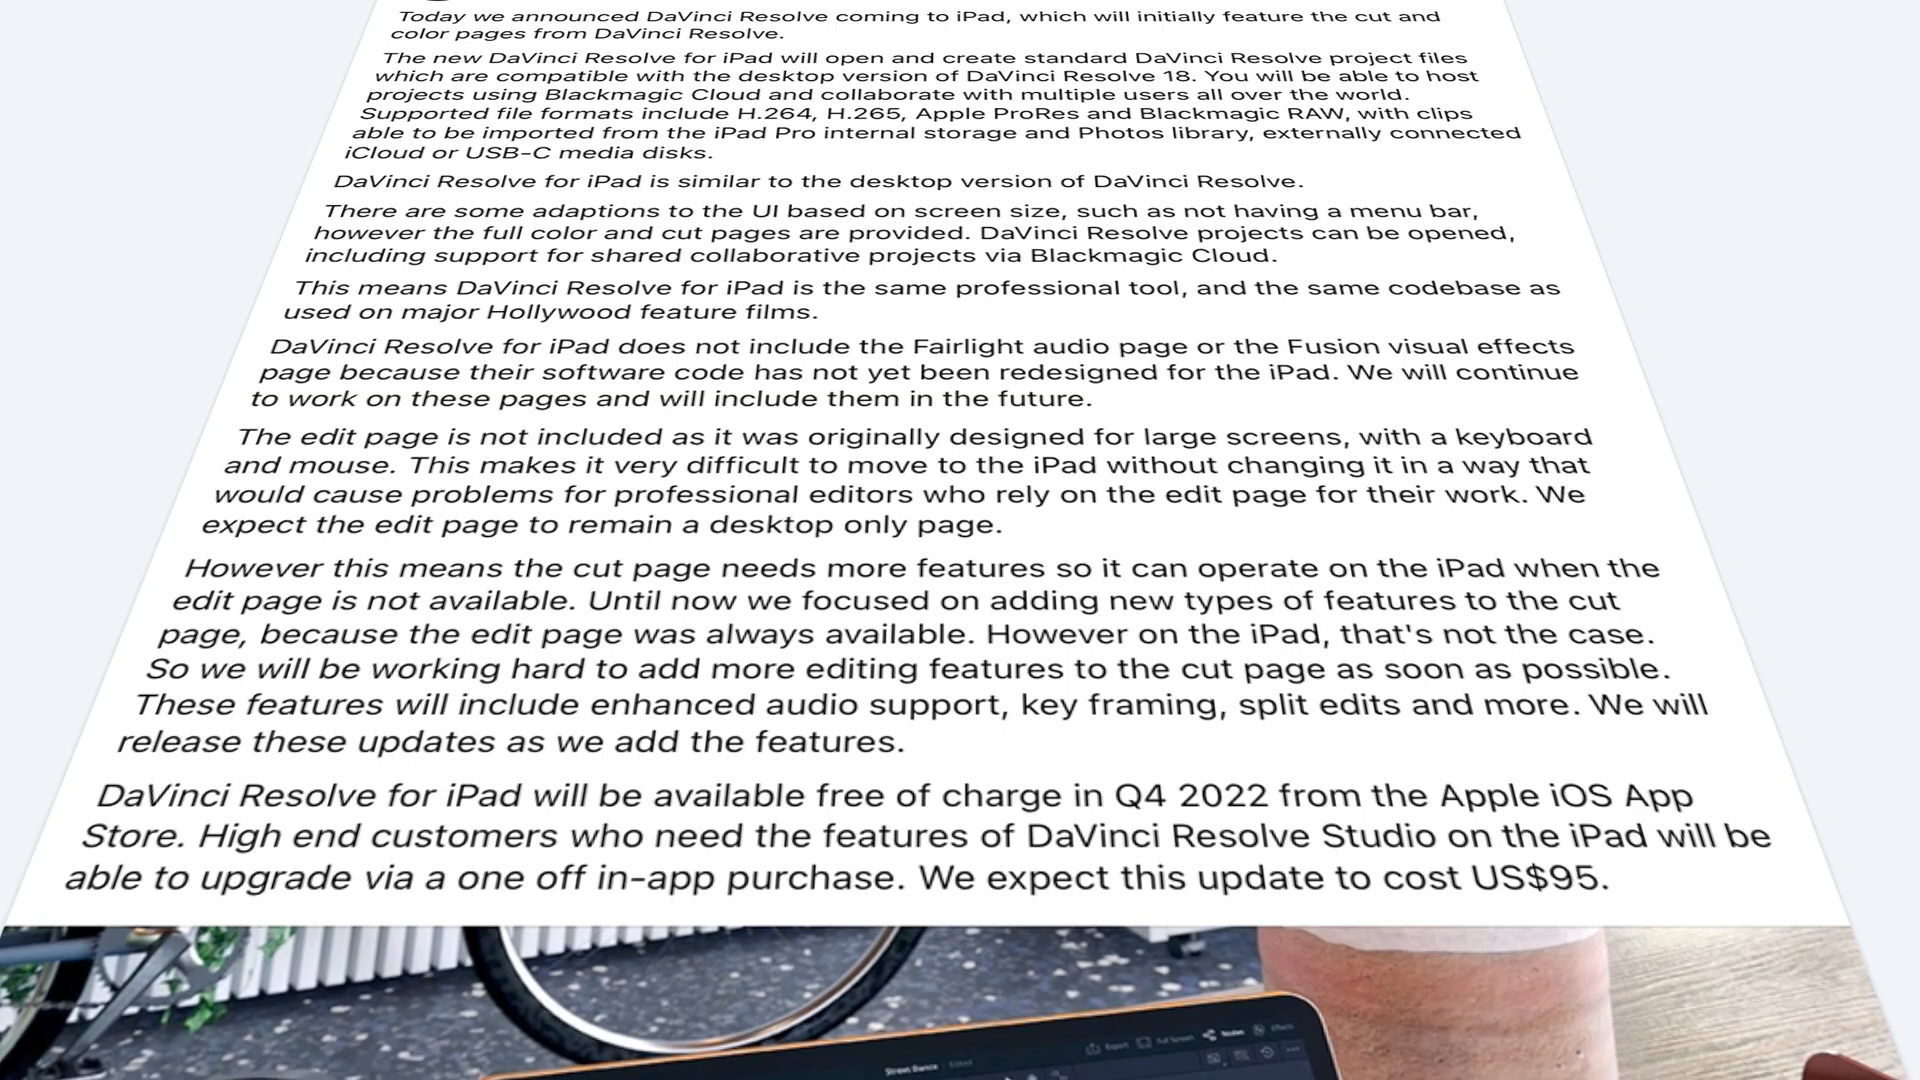 Today we announced DaVinci Resolve coming to iPad, which will initially feature the cut and
color pages from DaVinci Resolve.
The new DaVinci Resolve for iPad will open and create standard DaVinci Resolve project files
which are compatible with the desktop version of DaVinci Resolve 18. You will be able to host
projects using Blackmagic Cloud and collaborate with multiple users all over the world.
Supported file formats include H.264, H.265, Apple ProRes and Blackmagic RAW, with clips
able to be imported from the iPad Pro internal storage and Photos library, externally connected
iCloud or USB-C media disks.
DaVinci Resolve for iPad is similar to the desktop version of DaVinci Resolve.
There are some adaptions to the UI based on screen size, such as not having a menu bar,
however the full color and cut pages are provided. DaVinci Resolve projects can be opened,
including support for shared collaborative projects via Blackmagic Cloud.
This means DaVinci Resolve for iPad is the same professional tool, and the same codebase as
used on major Hollywood feature films.
DaVinci Resolve for iPad does not include the Fairlight audio page or the Fusion visual effects
page because their software code has not yet been redesigned for the iPad. We will continue
to work on these pages and will include them in the future.
The edit page is not included as it was originally designed for large screens, with a keyboard
and mouse. This makes it very difficult to move to the iPad without changing it in a way that
would cause problems for professional editors who rely on the edit page for their work. We
expect the edit page to remain a desktop only page.
However this means the cut page needs more features so it can operate on the iPad when the
edit page is not available. Until now we focused on adding new types of features to the cut
page, because the edit page was always available. However on the iPad, that's not the case.
So we will be working hard to add more editing features to the cut page as soon as possible.
These features will include enhanced audio support, key framing, split edits and more. We will
release these updates as we add the features.
DaVinci Resolve for iPad will be available free of charge in Q4 2022 from the Apple iOS App
Store. High end customers who need the features of DaVinci Resolve Studio on the iPad will be
able to upgrade via a one off in-app purchase. We expect this update to cost US$95.
Export Full Screen Nodes Effects
Street Dance Edited